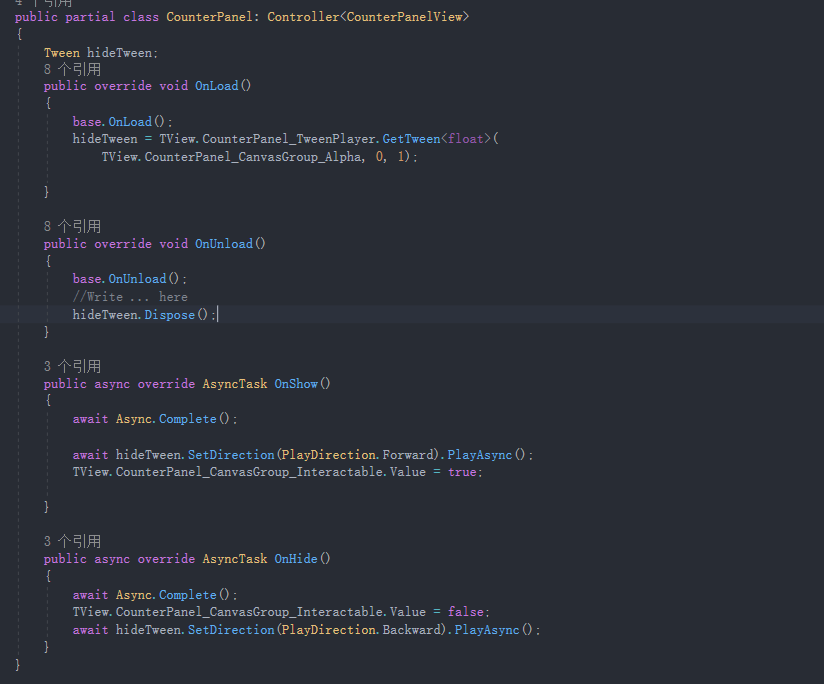 4 个引用
public partial class CounterPanel: Controller<CounterPanelView>
{
Tween hideTween;
8 个引用
public override void OnLoad()
{
base.OnLoad();
hideTween = TView.CounterPanel_TweenPlayer.GetTween<float>(
TView.CounterPanel_CanvasGroup_Alpha, 0, 1);
}
8 个引用
public override void OnUnload()
{
base.OnUnload();
//Write ... here
hideTween.Dispose();
}
3 个引用
public async override AsyncTask OnShow()
{
await Async.Complete();
await hideTween.SetDirection(PlayDirection.Forward).PlayAsync();
TView.CounterPanel_CanvasGroup_Interactable.Value = true;
}
3 个引用
public async override AsyncTask OnHide()
{
await Async.Complete();
TView.CounterPanel_CanvasGroup_Interactable.Value = false;
await hideTween.SetDirection(PlayDirection.Backward).PlayAsync();
}
}